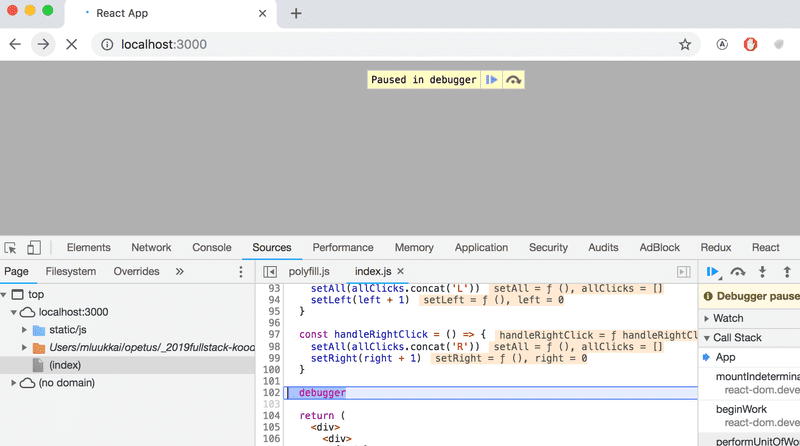 React App
localhost:3000
Paused in debugger
Elements Network Console Sources Performance Memory Application Security Audits AdBlock Redux React
Page Filesystem Overrides »
polyfill.js index.js
top
localhost:3000
static/js
Users/mluukkai/opetus/_2019fullstack-kood
(index)
(no domain)
93 setAll(allClicks.concat('L')) setAll = ƒ (), allClicks = []
94 setLeft(left + 1) setLeft = ƒ (), left = 0
95 }
96
97 const handleRightClick = () => { handleRightClick = ƒ handleRightCl
98 setAll(allClicks.concat('R')) setAll = ƒ (), allClicks = []
99 setRight(right + 1) setRight = ƒ (), right = 0
100 }
101
102 debugger
103
104 return (
105 <div>
106 <div>
Debugger pause
Watch
Call Stack
App
mountIndetermina
react-dom.deve
beginWork
react-dom.deve
performUnitOfWo